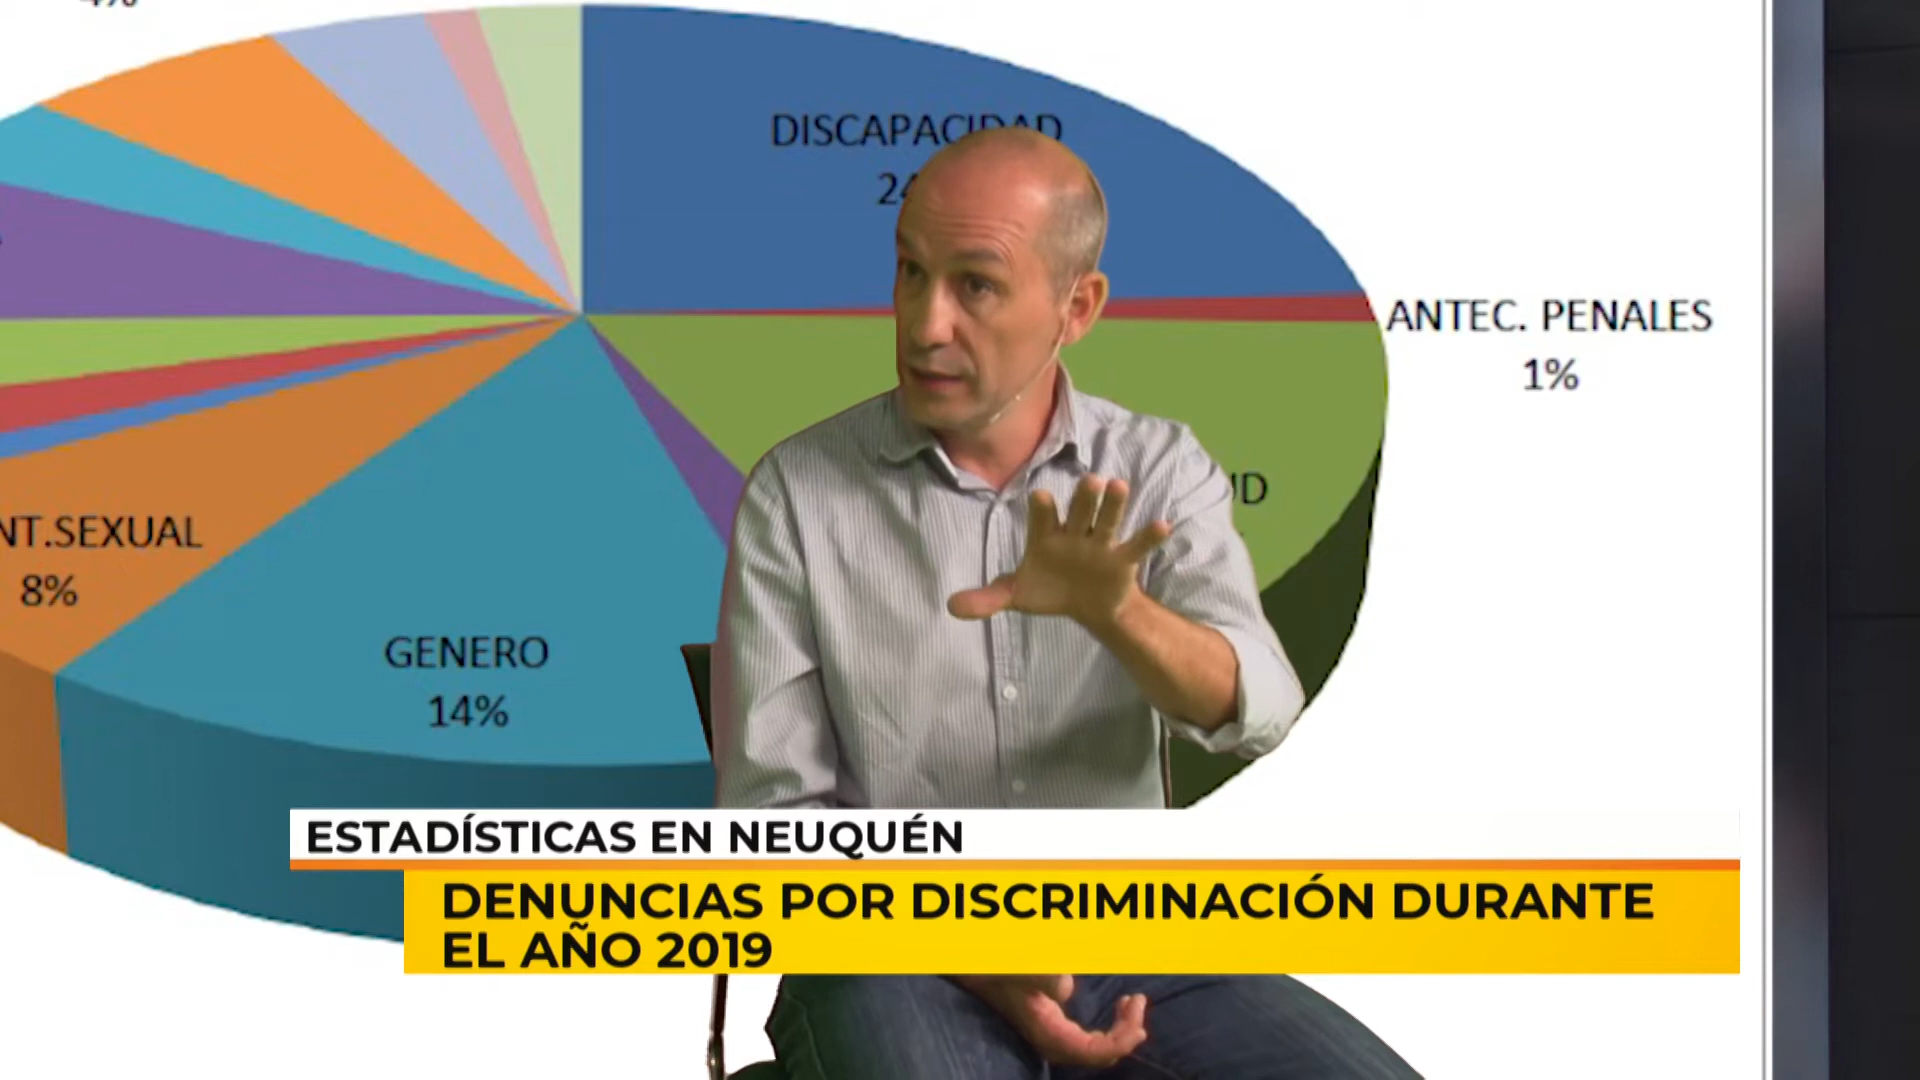 4%
DISCAPACIDAD
ANTEC. PENALES
1%
NT.SEXUAL
8%
GENERO
14%
ESTADÍSTICAS EN NEUQUÉN
DENUNCIAS POR DISCRIMINACIÓN DURANTE
EL AÑO 2019